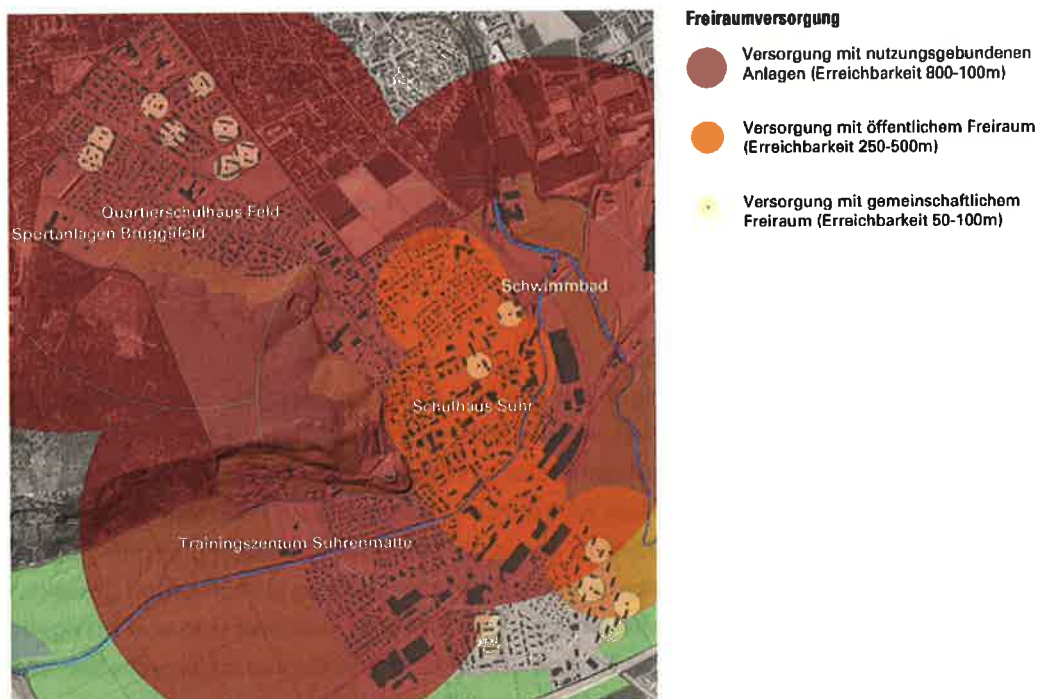 Freiraumversorgung
Versorgung mit nutzungsgebundenen
Anlagen (Erreichbarkeit 800-100m)
Versorgung mit öffentlichem Freiraum
(Erreichbarkeit 250-500m)
Versorgung mit gemeinschaftlichem
Freiraum (Erreichbarkeit 50-100m)
Quartierschulhaus Feld
Sportanlagen Brügglifeld
Schwimmbad
Schulhaus Suhr
Trainingszentrum Suhrenmatte